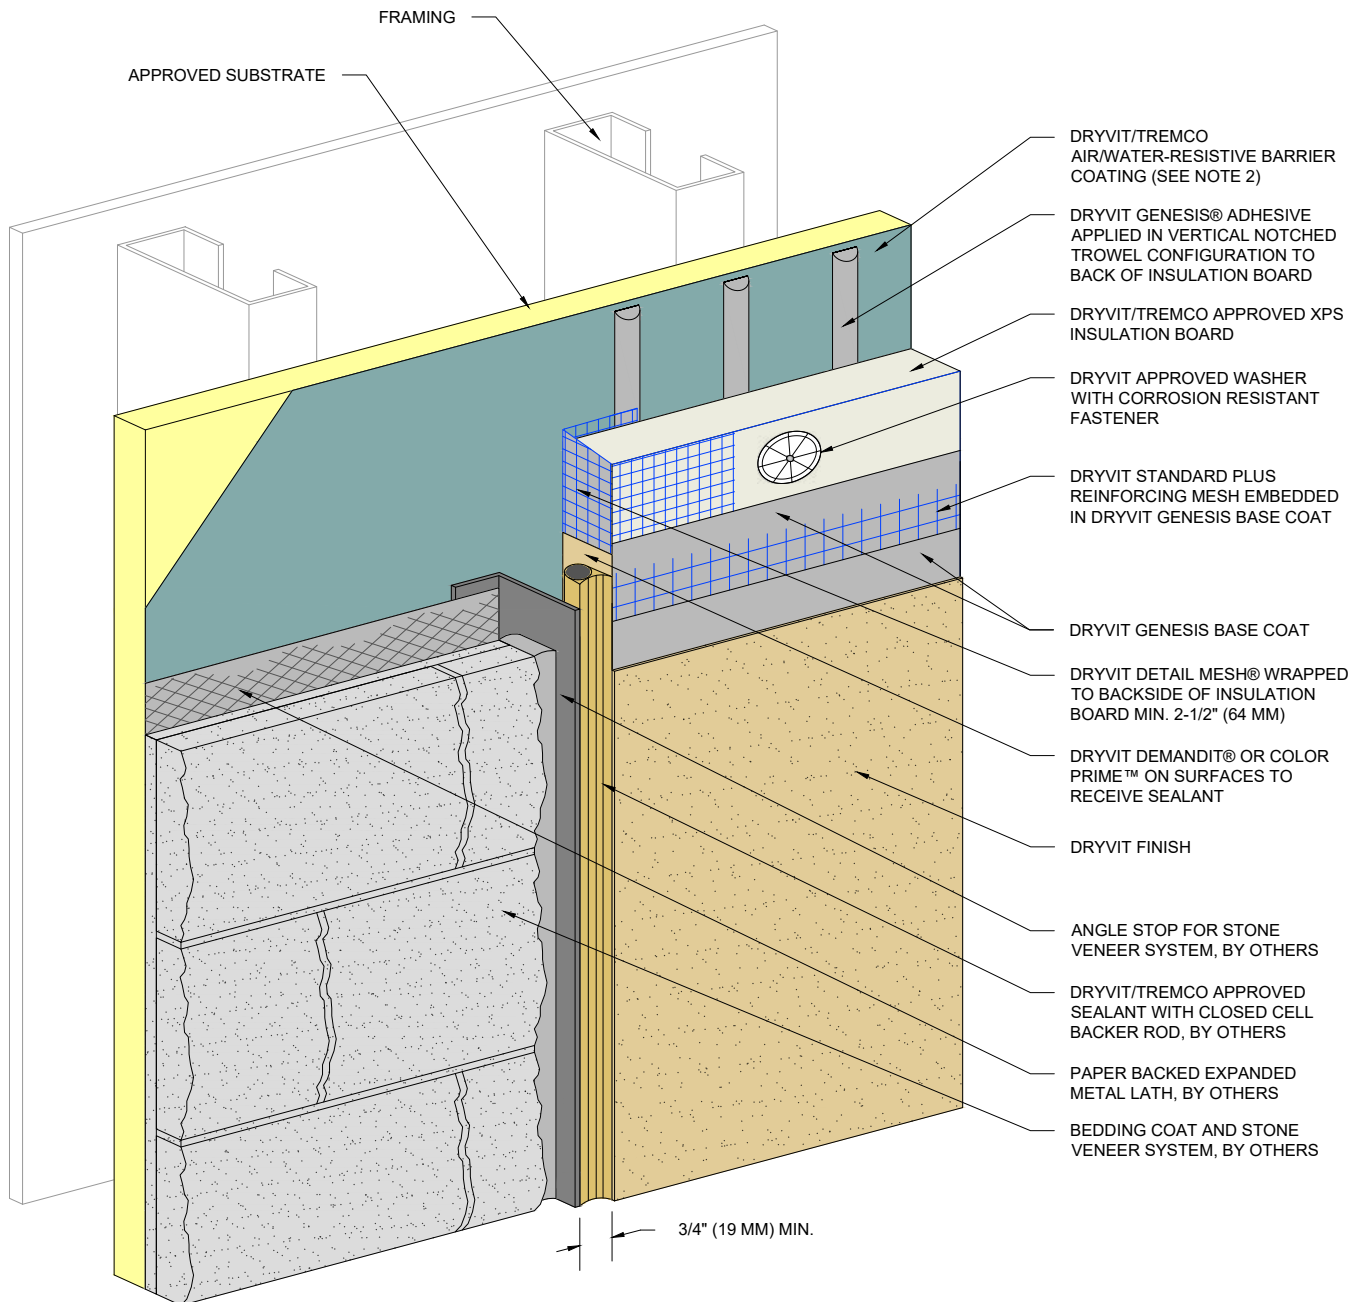 FRAMING
APPROVED SUBSTRATE
DRYVIT/TREMCO
AIR/WATER-RESISTIVE BARRIER
COATING (SEE NOTE 2)
DRYVIT GENESIS® ADHESIVE
APPLIED IN VERTICAL NOTCHED
TROWEL CONFIGURATION TO
BACK OF INSULATION BOARD
DRYVIT/TREMCO APPROVED XPS
INSULATION BOARD
DRYVIT APPROVED WASHER
WITH CORROSION RESISTANT
FASTENER
DRYVIT STANDARD PLUS
REINFORCING MESH EMBEDDED
IN DRYVIT GENESIS BASE COAT
DRYVIT GENESIS BASE COAT
DRYVIT DETAIL MESH® WRAPPED
TO BACKSIDE OF INSULATION
BOARD MIN. 2-1/2" (64 MM)
DRYVIT DEMANDIT® OR COLOR
PRIME™ ON SURFACES TO
RECEIVE SEALANT
DRYVIT FINISH
ANGLE STOP FOR STONE
VENEER SYSTEM, BY OTHERS
DRYVIT/TREMCO APPROVED
SEALANT WITH CLOSED CELL
BACKER ROD, BY OTHERS
PAPER BACKED EXPANDED
METAL LATH, BY OTHERS
BEDDING COAT AND STONE
VENEER SYSTEM, BY OTHERS
3/4" (19 MM) MIN.